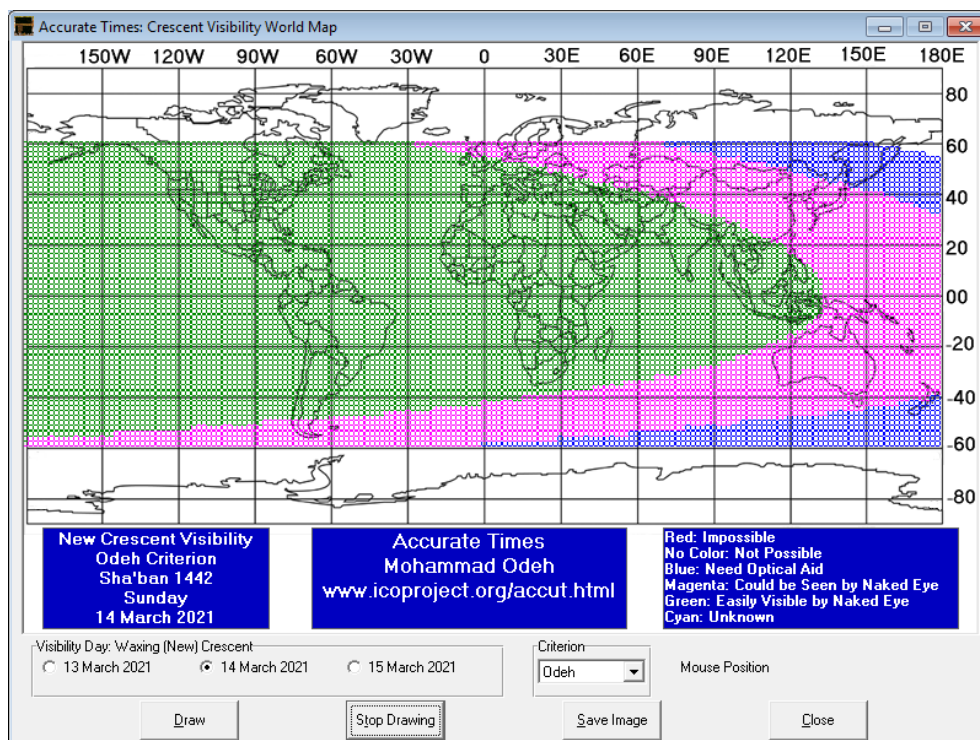 Accurate Times: Crescent Visibility World Map
150W 120W 90W 60W 30W 0 30E 60E 90E 120E 150E 180E
80
60
40
20
00
-20
-40
-60
-80
New Crescent Visibility
Odeh Criterion
Sha'ban 1442
Sunday
14 March 2021
Accurate Times
Mohammad Odeh
www.icoproject.org/accut.html
Red: Impossible
No Color: Not Possible
Blue: Need Optical Aid
Magenta: Could be Seen by Naked Eye
Green: Easily Visible by Naked Eye
Cyan: Unknown
Visibility Day: Waxing (New) Crescent
13 March 2021 14 March 2021 15 March 2021
Criterion
Odeh
Mouse Position
Draw Stop Drawing Save Image Close